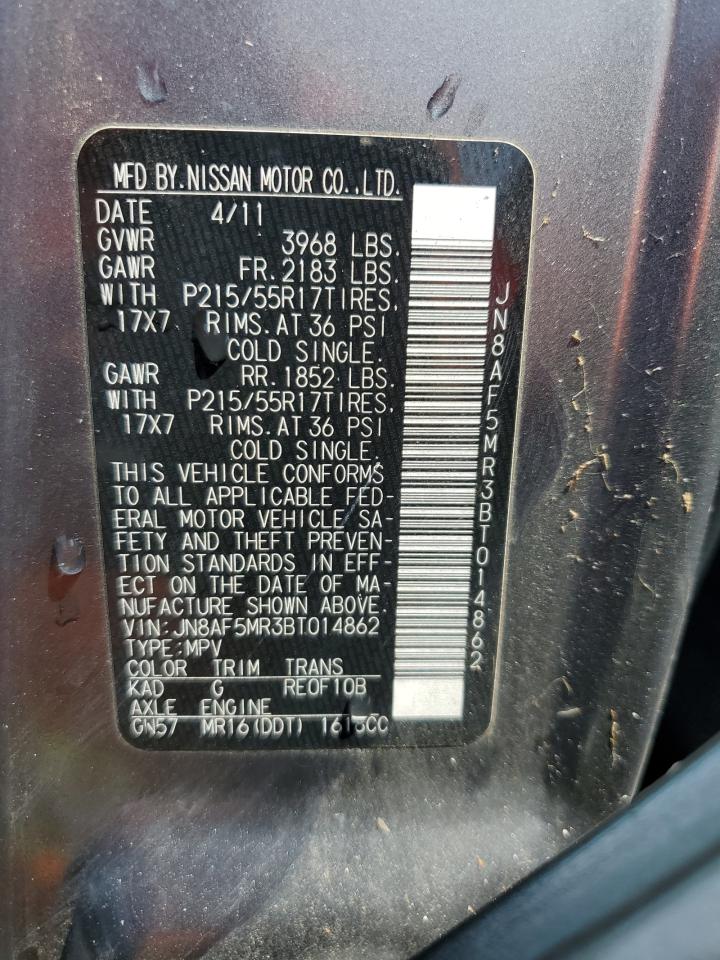 MFD BY.NISSAN MOTOR CO.,LTD.
DATE 4/11
GVWR 3968 LBS.
GAWR FR.2183 LBS.
WITH P215/55R17TIRES,
17X7 RIMS.AT 36 PSI
COLD SINGLE.
GAWR RR.1852 LBS.
WITH P215/55R17TIRES,
17X7 RIMS.AT 36 PSI
COLD SINGLE.
THIS VEHICLE CONFORMS
TO ALL APPLICABLE FED-
ERAL MOTOR VEHICLE SA-
FETY AND THEFT PREVEN-
TION STANDARDS IN EFF-
ECT ON THE DATE OF MA-
NUFACTURE SHOWN ABOVE.
VIN:JN8AF5MR3BT014862
TYPE:MPV
COLOR TRIM TRANS
KAD G RE0F10B
AXLE ENGINE
GN57 MR16(DDT)
JN8AF5MR3BT014862